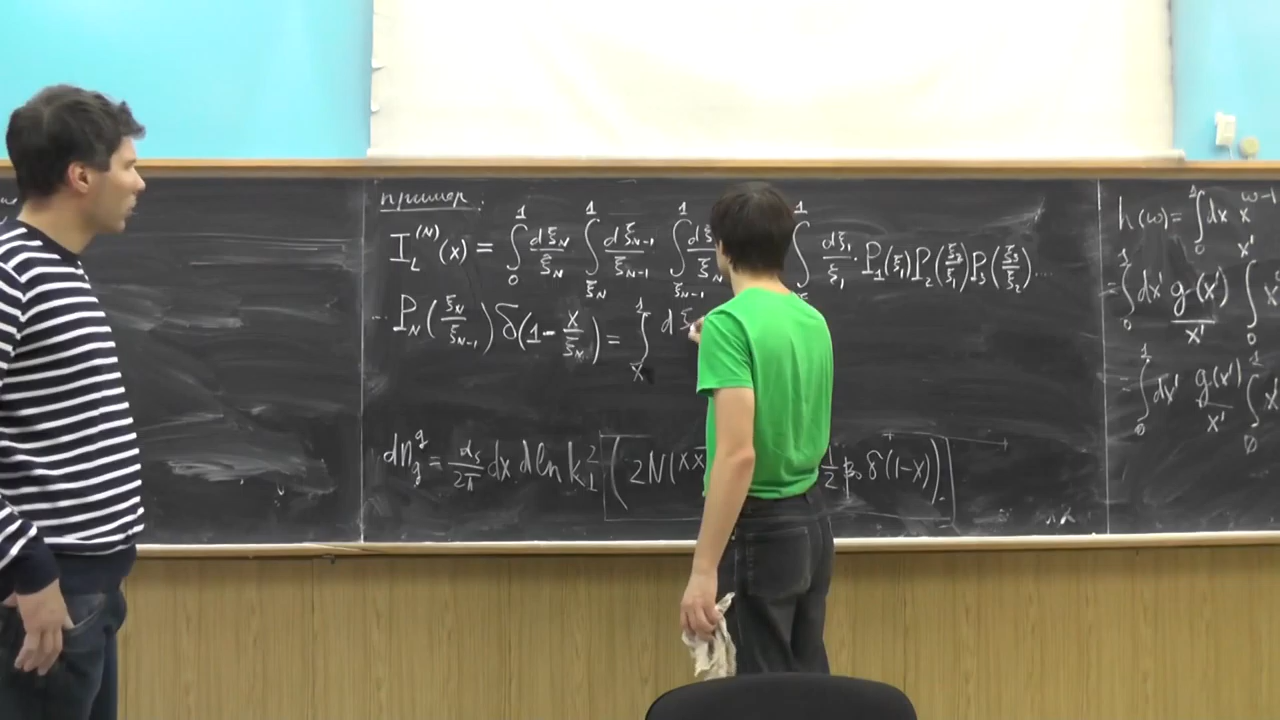 пример:
I_L^{(N)}(x) = ∫_0^1 dξ_N/ξ_N ∫_{ξ_N}^1 dξ_{N-1}/ξ_{N-1} ∫_{ξ_{N-1}}^1 ∫^1 dξ_1/ξ_1 · P_1(ξ_1) P_2(ξ_2/ξ_1) P_3(ξ_3/ξ_2) ...
.. P_N(ξ_N/ξ_{N-1}) δ(1 - x/ξ_N) = ∫_x^1 dξ
dn_g^g = α_s/2π dx d ln k_⊥^2 (2N( 1/2 β_0 δ(1-x))
h(ω) = ∫_0^1 dx x^{ω-1}
= ∫_0^1 dx' g(x')/x' ∫_0
= ∫_0^1 dx' g(x')/x' ∫_0^1 x'